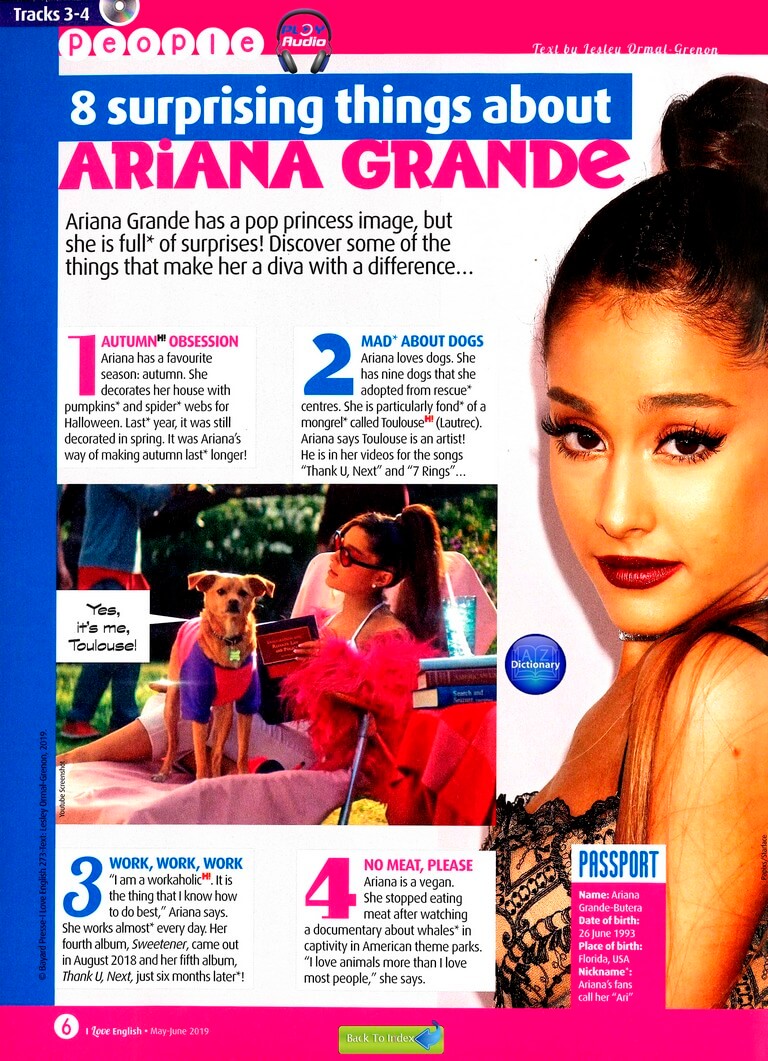 Tracks 3-4
people
PLAY
Audio
Text by Lesley Ormal-Grenon
8 surprising things about
ARiANA GRANDe
Ariana Grande has a pop princess image, but
she is full* of surprises! Discover some of the
things that make her a diva with a difference…
1
AUTUMN H! OBSESSION
Ariana has a favourite
season: autumn. She
decorates her house with
pumpkins* and spider* webs for
Halloween. Last* year, it was still
decorated in spring. It was Ariana's
way of making autumn last* longer!
2
MAD* ABOUT DOGS
Ariana loves dogs. She
has nine dogs that she
adopted from rescue*
centres. She is particularly fond* of a
mongrel* called Toulouse H! (Lautrec).
Ariana says Toulouse is an artist!
He is in her videos for the songs
"Thank U, Next" and "7 Rings"…
Yes,
it's me,
Toulouse!
Search and
A Z
Dictionary
Youtube Screenshot
© Bayard Presse-I Love English 273-Text: Lesley Ormal-Grenon, 2019.
3
WORK, WORK, WORK
"I am a workaholic H!. It is
the thing that I know how
to do best," Ariana says.
She works almost* every day. Her
fourth album, Sweetener, came out
in August 2018 and her fifth album,
Thank U, Next, just six months later*!
4
NO MEAT, PLEASE
Ariana is a vegan.
She stopped eating
meat after watching
a documentary about whales* in
captivity in American theme parks.
"I love animals more than I love
most people," she says.
PASSPORT
Name: Ariana
Grande-Butera
Date of birth:
26 June 1993
Place of birth:
Florida, USA
Nickname*:
Ariana's fans
call her "Ari"
6 I Love English • May-June 2019
Back To Index